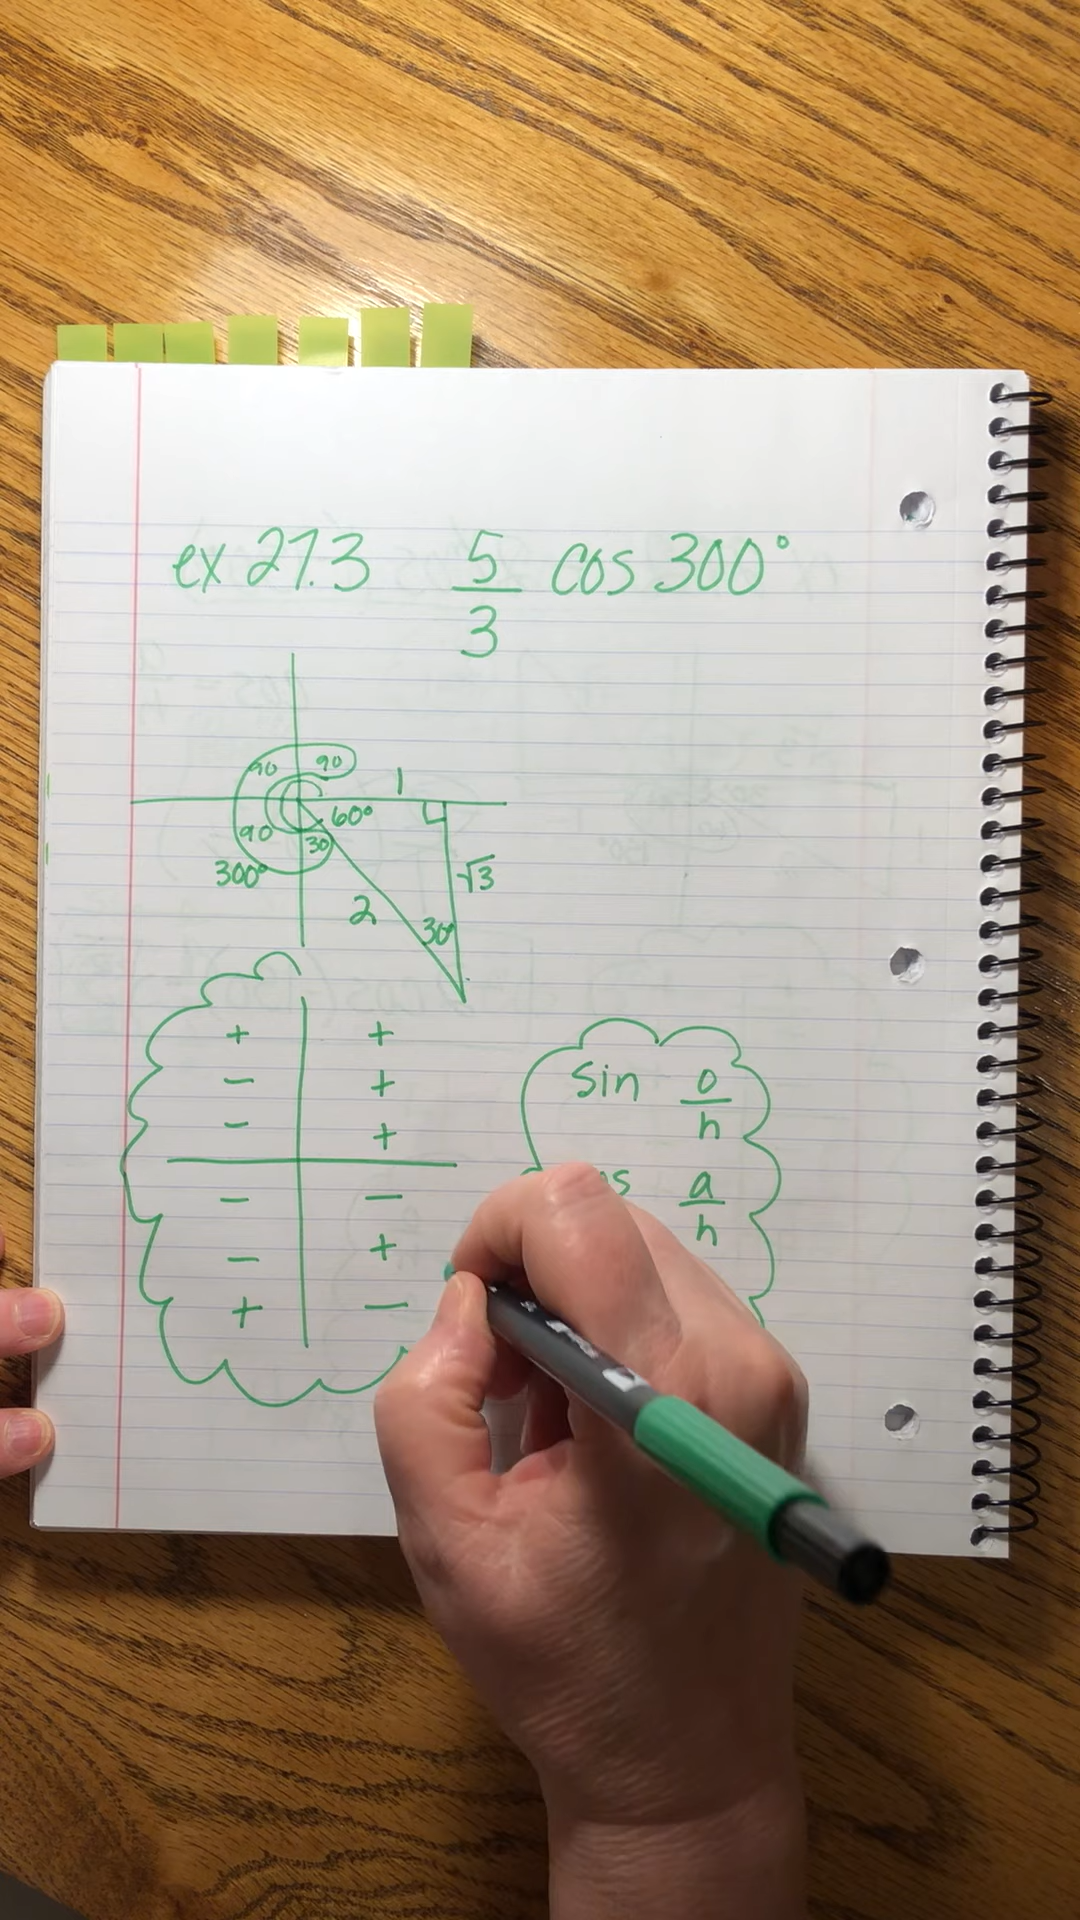 ex 27.3 5/3 cos 300°
90 90 1
60°
90 30
300° √3
2 30°
+ +
− +
− +
− −
− +
+ −
sin o/h
a/h